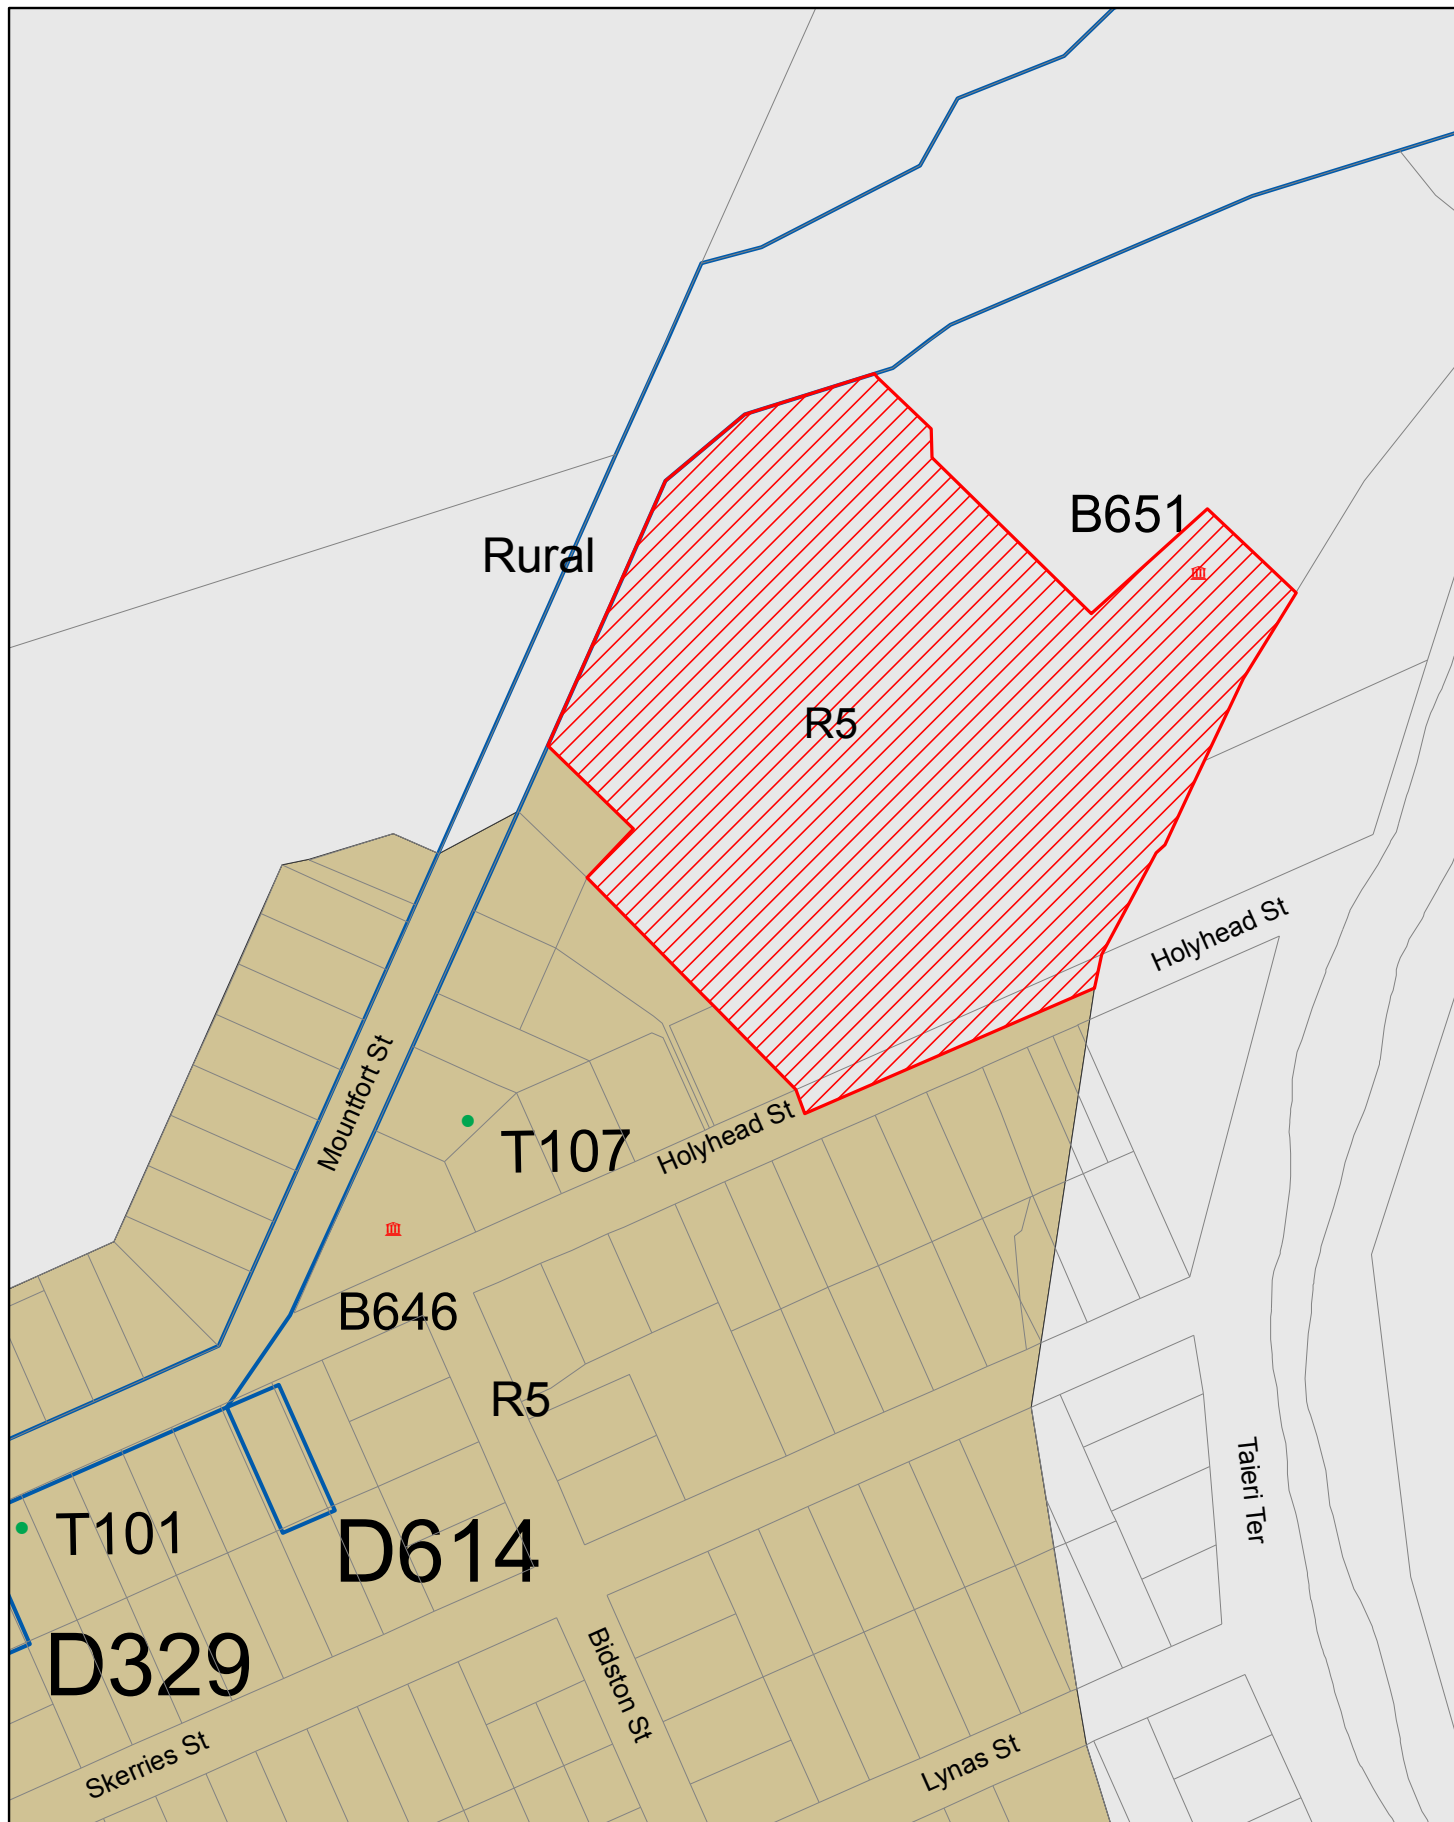 B651
Rural
R5
Holyhead St
Mountfort St
T107
Holyhead St
B646
R5
Taieri Ter
T101
D614
D329
Bidston St
Skerries St
Lynas St